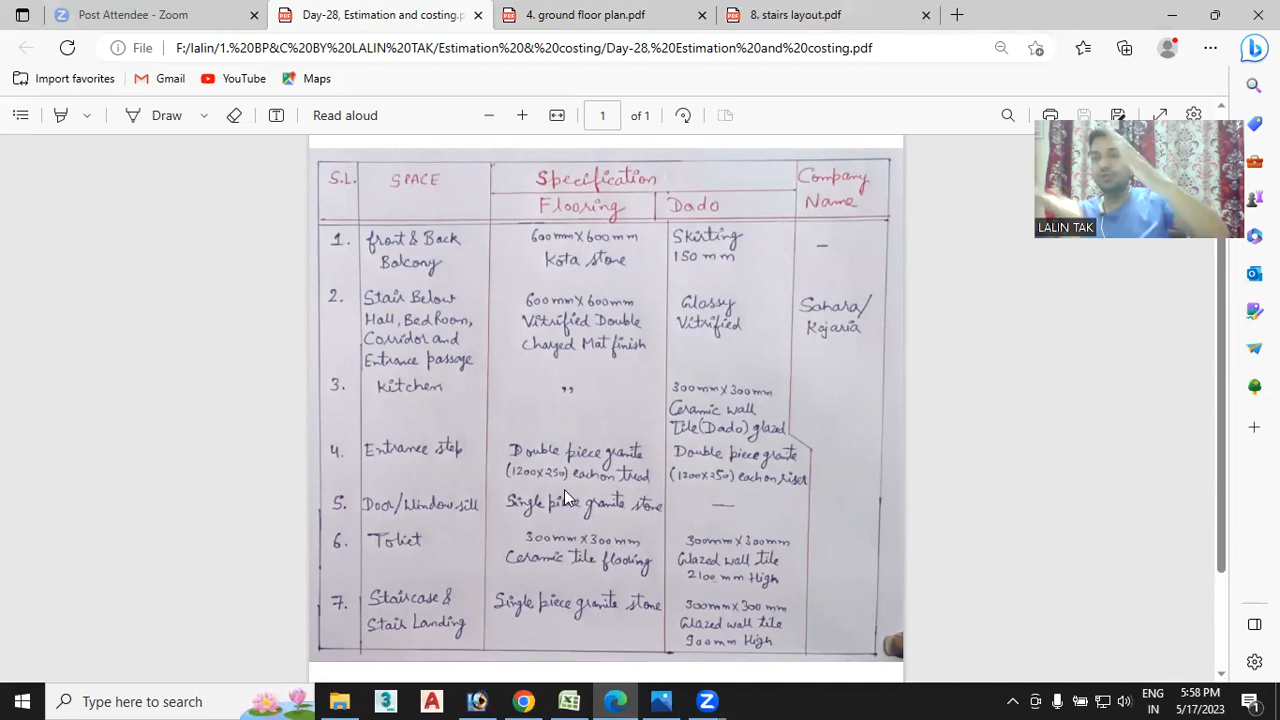 Post Attendee - Zoom
Day-28, Estimation and costing.p
4. ground floor plan.pdf
8. stairs layout.pdf
File
F:/lalin/1.%20BP&C%20BY%20LALIN%20TAK/Estimation%20&%20costing/Day-28,%20Estimation%20and%20costing.pdf
Import favorites
Gmail
YouTube
Maps
Draw
Read aloud
1
of 1
LALIN TAK
S.L.
SPACE
Specification
Company
Name
Flooring
Dado
1.
front & Back
Balcony
600mm X 600mm
Kota stone
Skirting
150 mm
–
2.
Stair Below
Hall, Bed Room,
Corridor and
Entrance passage
600mm X 600mm
Vitrified Double
Charged Mat finish
Glassy
Vitrified
Sahara/
Kajaria
3.
Kitchen
,,
300mm X 300mm
Ceramic wall
Tile(Dado) glazed
4.
Entrance step
Double piece granite
(1200X250) each on tread
Double piece granite
(1200X250) each on riser
5.
Door/Window sill
Single piece granite stone
—
6.
Toliet
300mm X 300mm
Ceramic tile flooring
300mm X 300mm
Glazed wall tile
2100 mm High
7.
Staircase &
Stair Landing
Single piece granite stone
300mm X 300 mm
Glazed wall tile
900mm High
Type here to search
ENG
IN
5:58 PM
5/17/2023